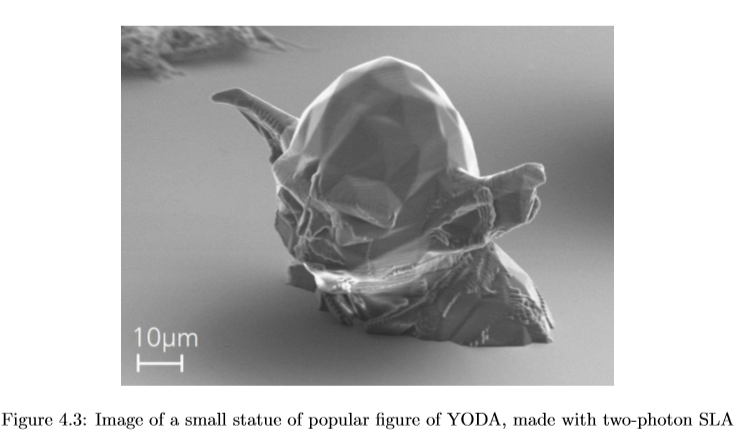 10µm
Figure 4.3: Image of a small statue of popular figure of YODA, made with two-photon SLA